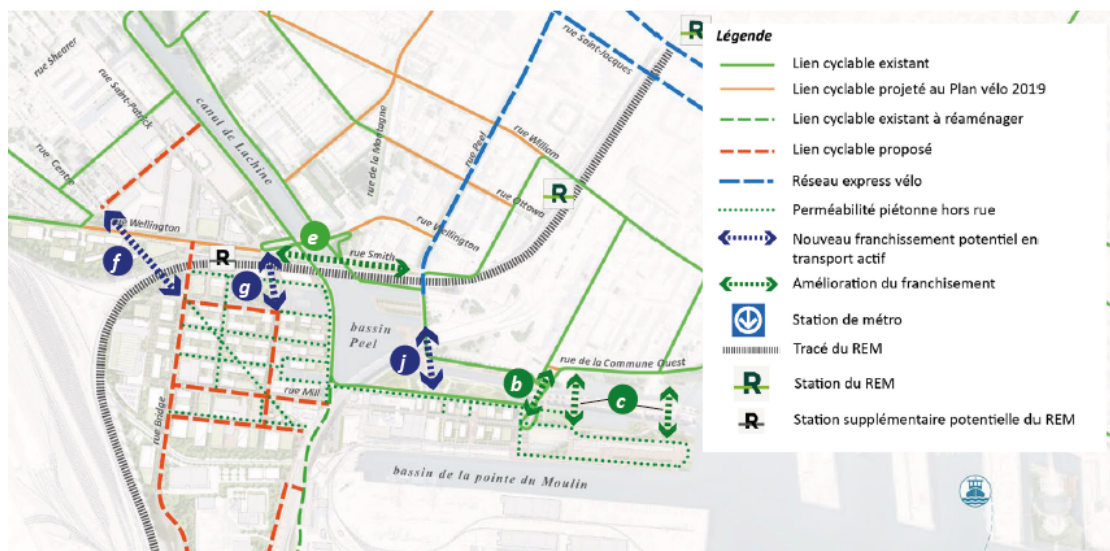 rue Shearer
rue Saint-Patrick
rue Centre
canal de Lachine
rue de la Montagne
rue Peel
rue Saint-Jacques
rue William
rue Ottawa
rue Wellington
rue Wellington
R
R
R
e
f
g
rue Smith
bassin
Peel
j
b
c
rue de la Commune Ouest
rue Mill
rue Bridge
bassin de la pointe du Moulin
Légende
Lien cyclable existant
Lien cyclable projeté au Plan vélo 2019
Lien cyclable existant à réaménager
Lien cyclable proposé
Réseau express vélo
Perméabilité piétonne hors rue
Nouveau franchissement potentiel en
transport actif
Amélioration du franchissement
Station de métro
Tracé du REM
R
Station du REM
R
Station supplémentaire potentielle du REM